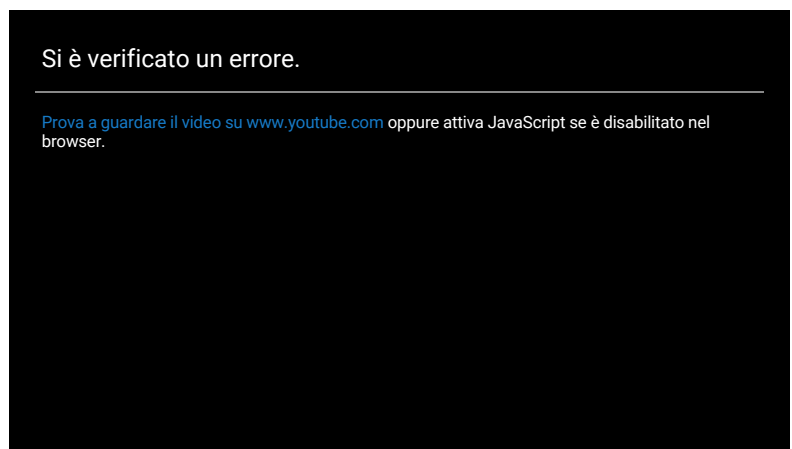 Si è verificato un errore.
Prova a guardare il video su www.youtube.com oppure attiva JavaScript se è disabilitato nel
browser.